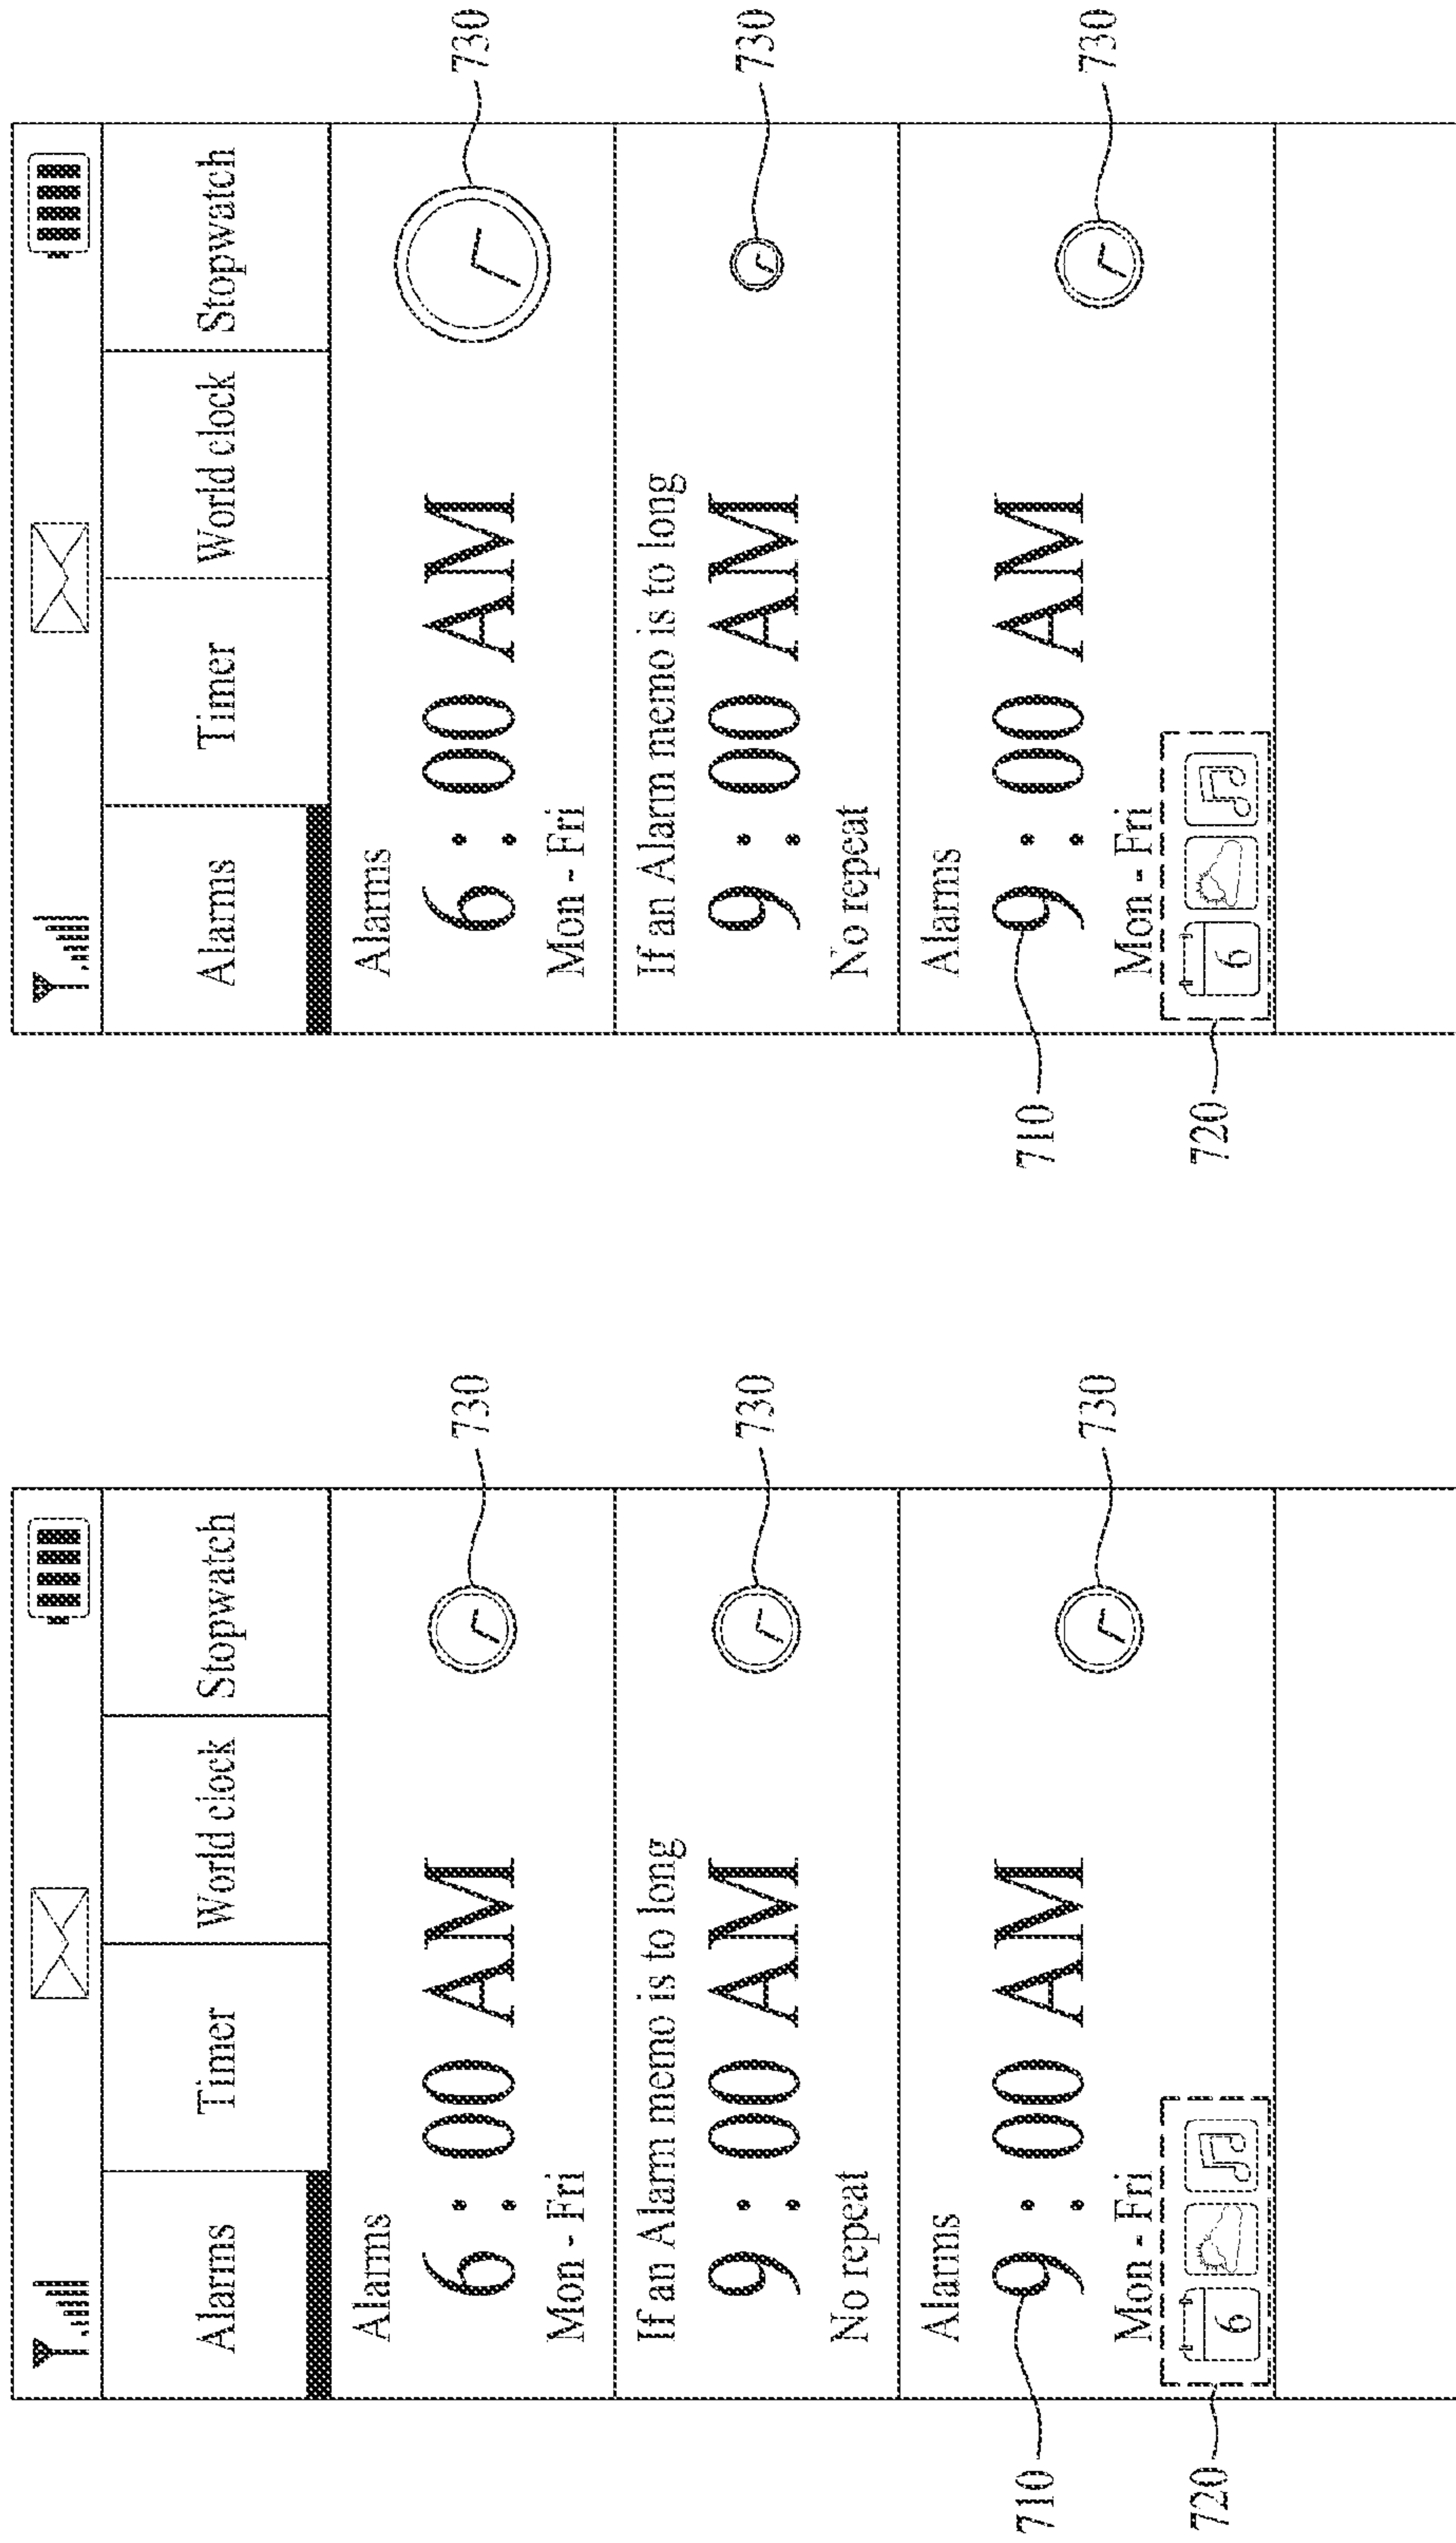 Alarms
Timer
World clock
Stopwatch
Alarms
6 : 00 AM
Mon - Fri
730
If an Alarm memo is to long
9 : 00 AM
No repeat
730
Alarms
710
9 : 00 AM
Mon - Fri
730
720
6
Alarms
Timer
World clock
Stopwatch
Alarms
6 : 00 AM
Mon - Fri
730
If an Alarm memo is to long
9 : 00 AM
No repeat
730
Alarms
710
9 : 00 AM
Mon - Fri
730
720
6